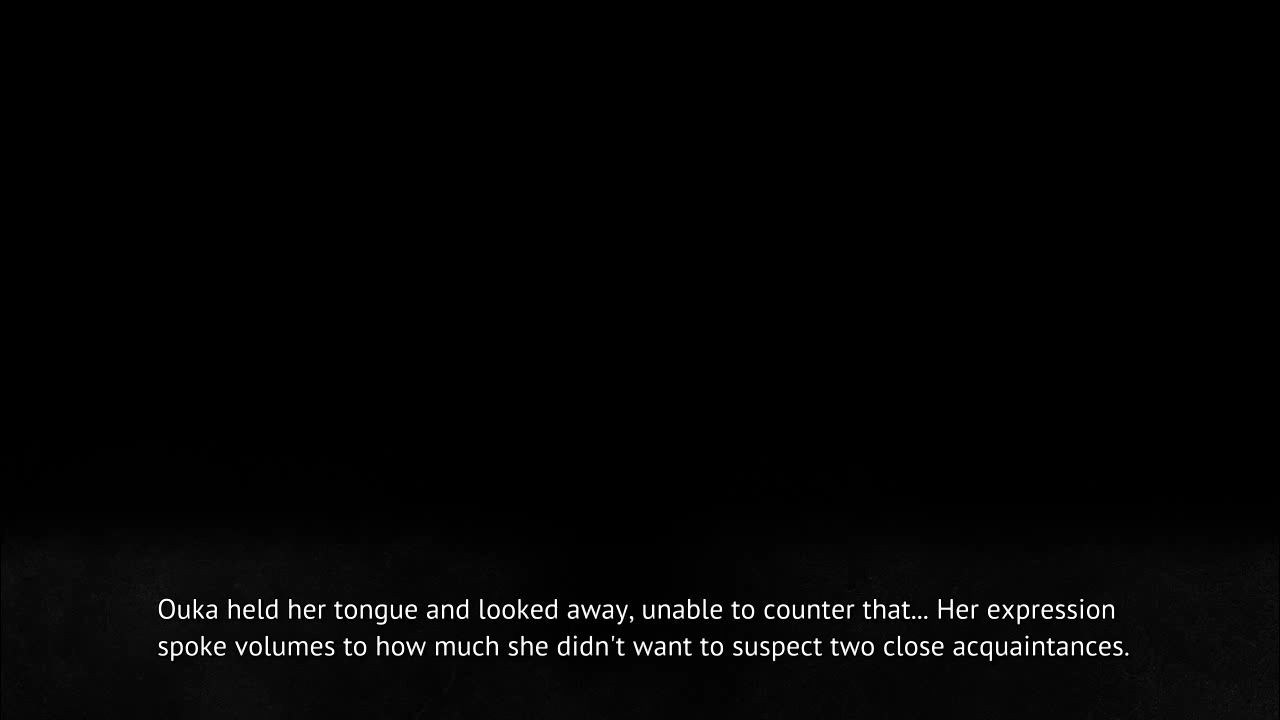 Ouka held her tongue and looked away, unable to counter that... Her expression
spoke volumes to how much she didn't want to suspect two close acquaintances.